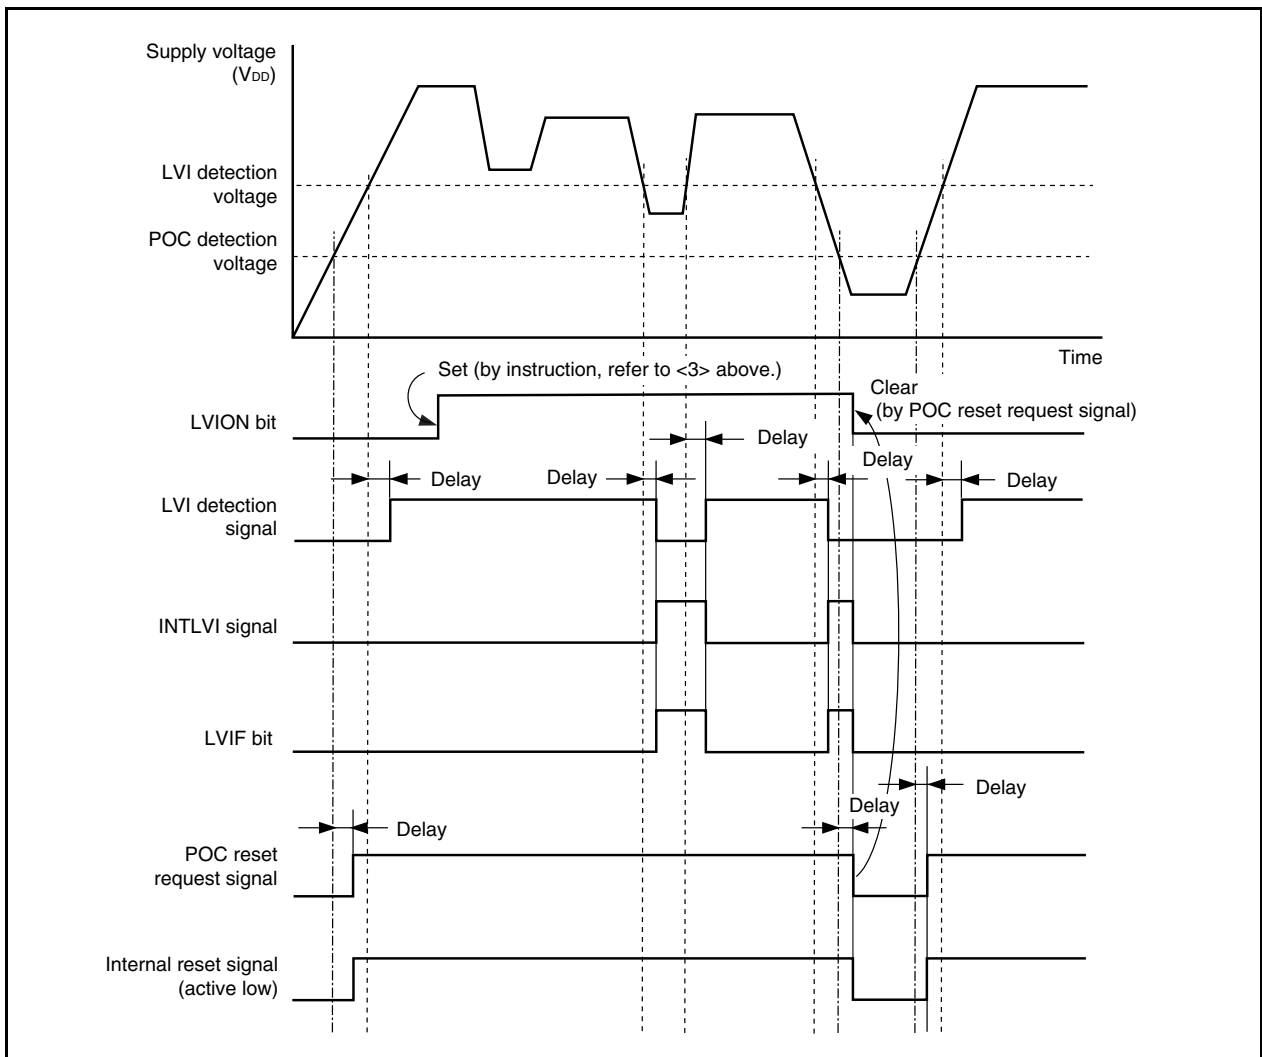 Supply voltage
(VDD)
LVI detection
voltage
POC detection
voltage
Time
Set (by instruction, refer to <3> above.)
Clear
(by POC reset request signal)
LVION bit
Delay
Delay
Delay
Delay
Delay
LVI detection
signal
INTLVI signal
LVIF bit
Delay
Delay
Delay
POC reset
request signal
Internal reset signal
(active low)